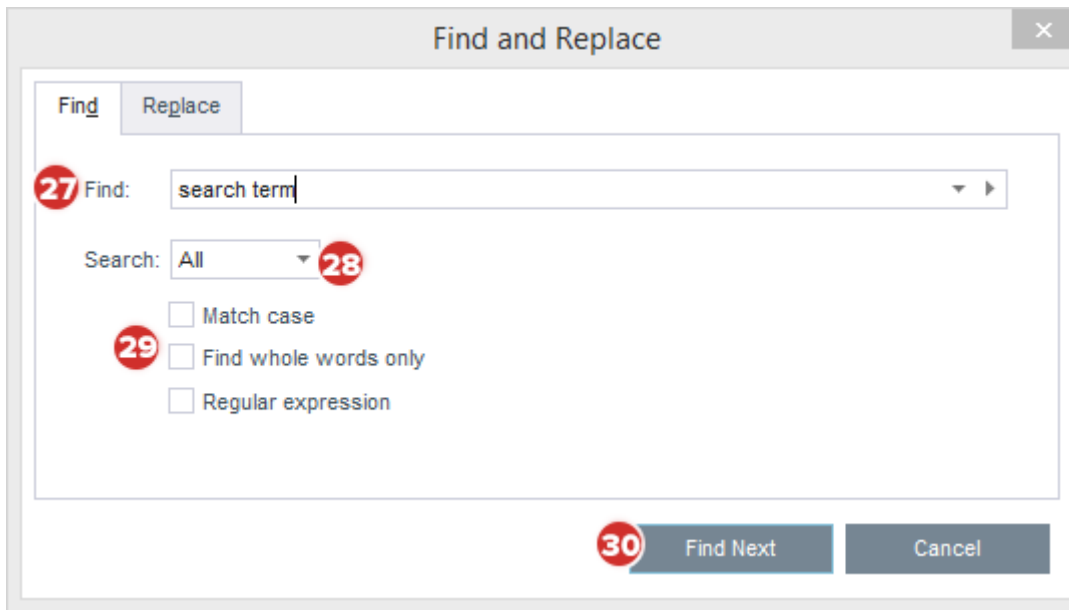 Find and Replace
Find Replace
27 Find: search term
Search: All 28
Match case
29
Find whole words only
Regular expression
30 Find Next Cancel